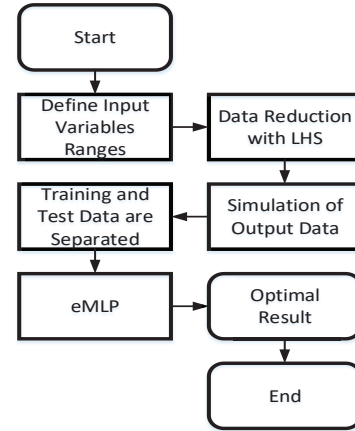 Start
Define Input
Variables
Ranges
Data Reduction
with LHS
Simulation of
Output Data
Training and
Test Data are
Separated
eMLP
Optimal
Result
End